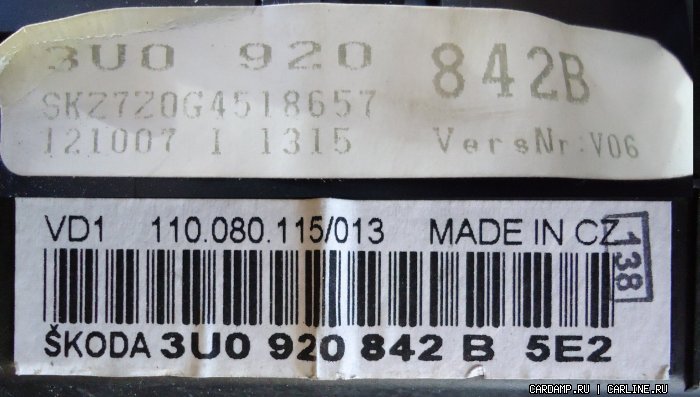 3U0 920 842B
SKZ7Z0G4518657
121007 I 1315 VersNr:V06
VD1 110.080.115/013 MADE IN CZ
138
ŠKODA 3U0 920 842 B 5E2
CARDAMP.RU | CARLINE.RU